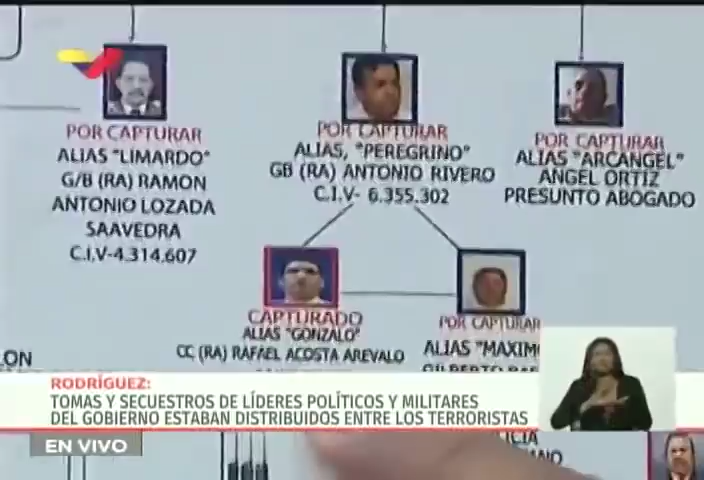 POR CAPTURAR
ALIAS "LIMARDO"
G/B (RA) RAMON
ANTONIO LOZADA
SAAVEDRA
C.I,V-4.314.607
POR CAPTURAR
ALIAS, "PEREGRINO"
GB (RA) ANTONIO RIVERO
C.I.V- 6.355.302
POR CAPTURAR
ALIAS "ARCANGEL"
ANGEL ORTIZ
PRESUNTO ABOGADO
CAPTURADO
ALIAS "GONZALO"
CC (RA) RAFAEL ACOSTA AREVALO
POR CAPTURAR
ALIAS "MAXIMO
RODRÍGUEZ:
TOMAS Y SECUESTROS DE LÍDERES POLÍTICOS Y MILITARES
DEL GOBIERNO ESTABAN DISTRIBUIDOS ENTRE LOS TERRORISTAS
EN VIVO